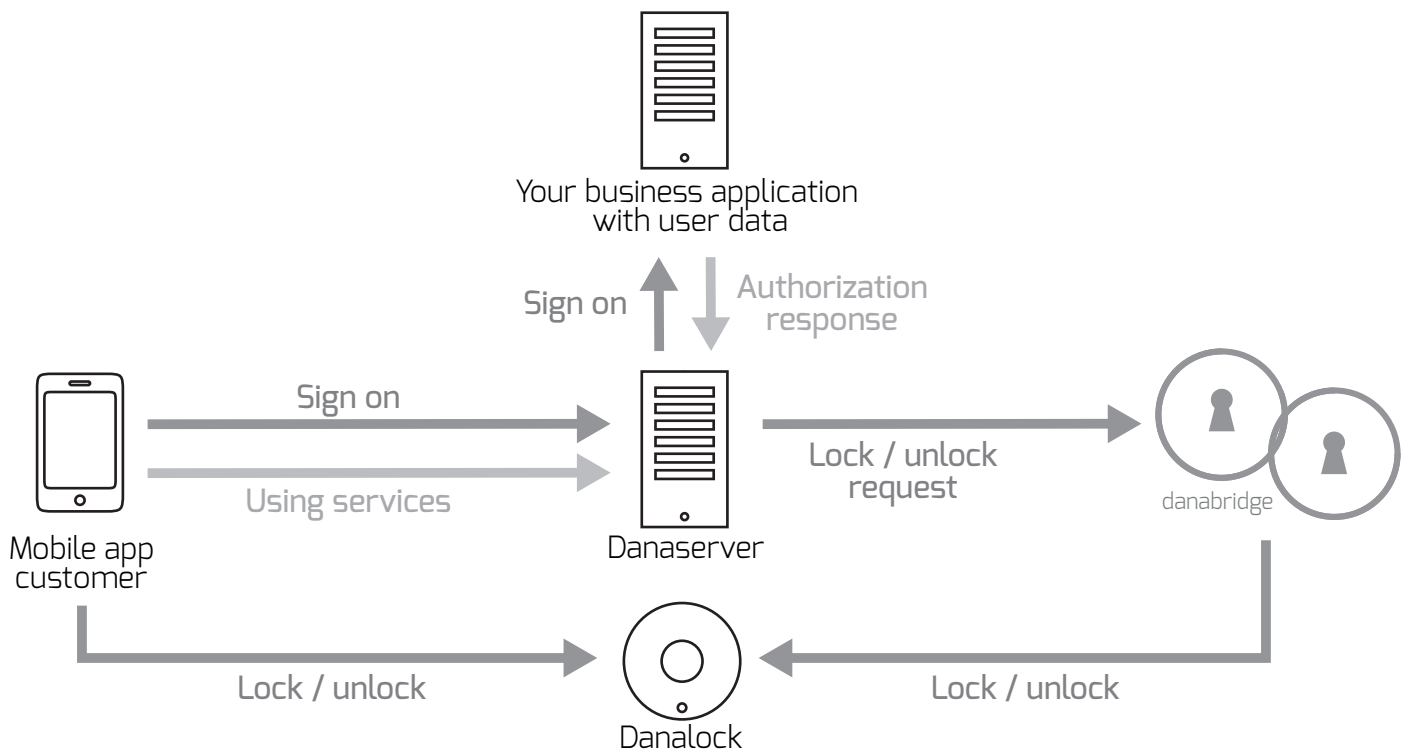 Your business application
with user data
Sign on
Authorization
response
Sign on
Using services
Lock / unlock
request
danabridge
Mobile app
customer
Danaserver
Lock / unlock
Lock / unlock
Danalock